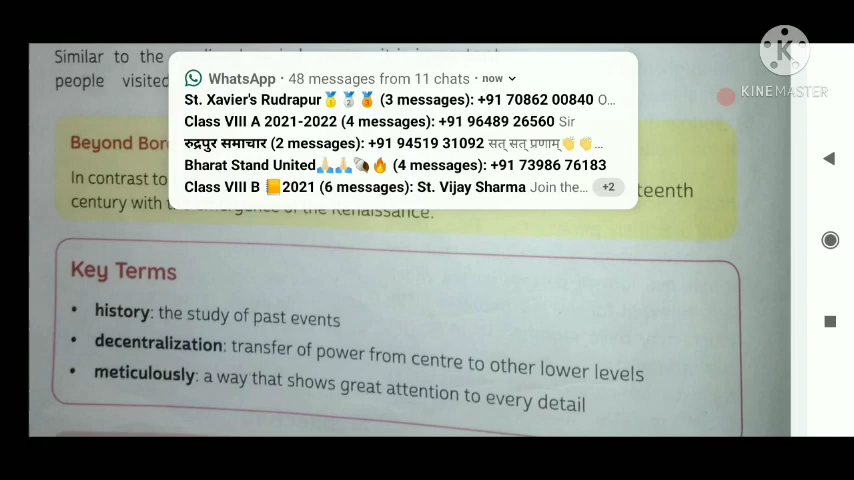 Similar to the
people visited
WhatsApp · 48 messages from 11 chats · now
St. Xavier's Rudrapur🥇🥈🥉 (3 messages): +91 70862 00840 O...
Class VIII A 2021-2022 (4 messages): +91 96489 26560 Sir
रुद्रपुर समाचार (2 messages): +91 94519 31092 सत् सत् प्रणाम्👏👏...
Bharat Stand United🙏🏻🙏🏻🪶🔥 (4 messages): +91 73986 76183
Class VIII B 📒2021 (6 messages): St. Vijay Sharma Join the... +2
KINEMASTER
Beyond Bor
In contrast to teenth
century with the emergence of the Renaissance.
Key Terms
• history: the study of past events
• decentralization: transfer of power from centre to other lower levels
• meticulously: a way that shows great attention to every detail